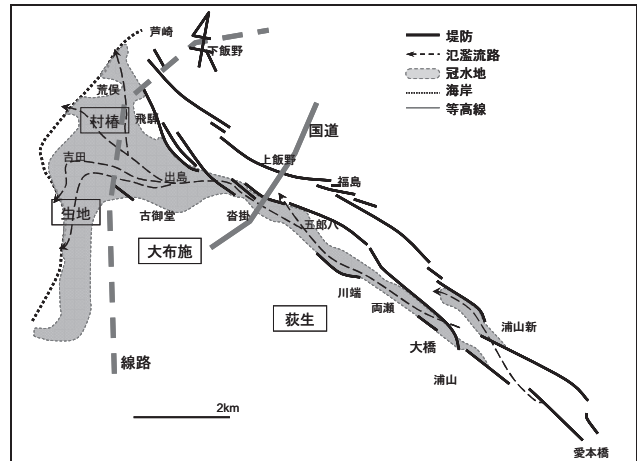 芦崎
下飯野
堤防
氾濫流路
冠水地
海岸
等高線
荒俣
村椿
飛騨
国道
上飯野
吉田
出島
福島
生地
古御堂
沓掛
五郎八
大布施
川端
両瀬
荻生
浦山新
大橋
線路
浦山
2km
愛本橋